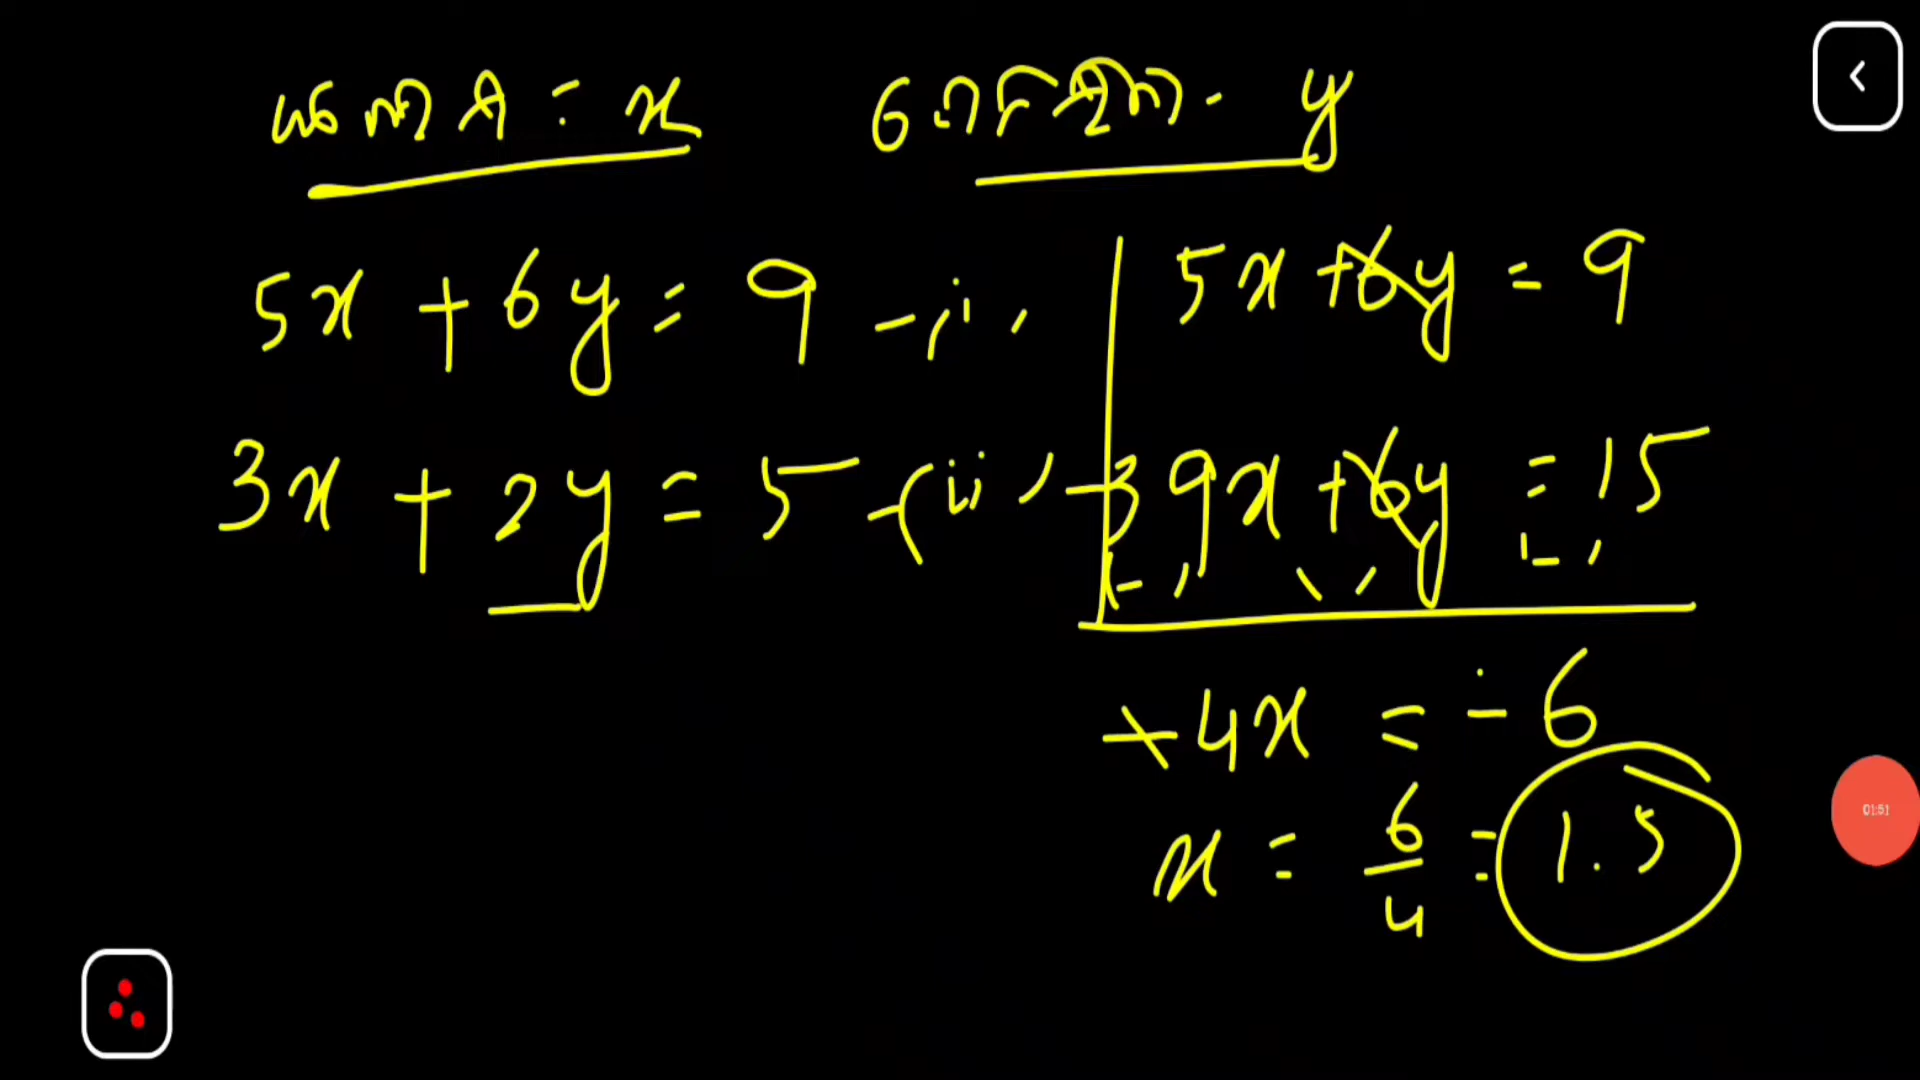 = x y
5x + 6y = 9 -(i)
3x + 2y = 5 -(ii) × 3
5x + 6y = 9
9x + 6y = 15
(-) (-) (-)
-4x = -6
x = 6/4 = 1.5
01:51